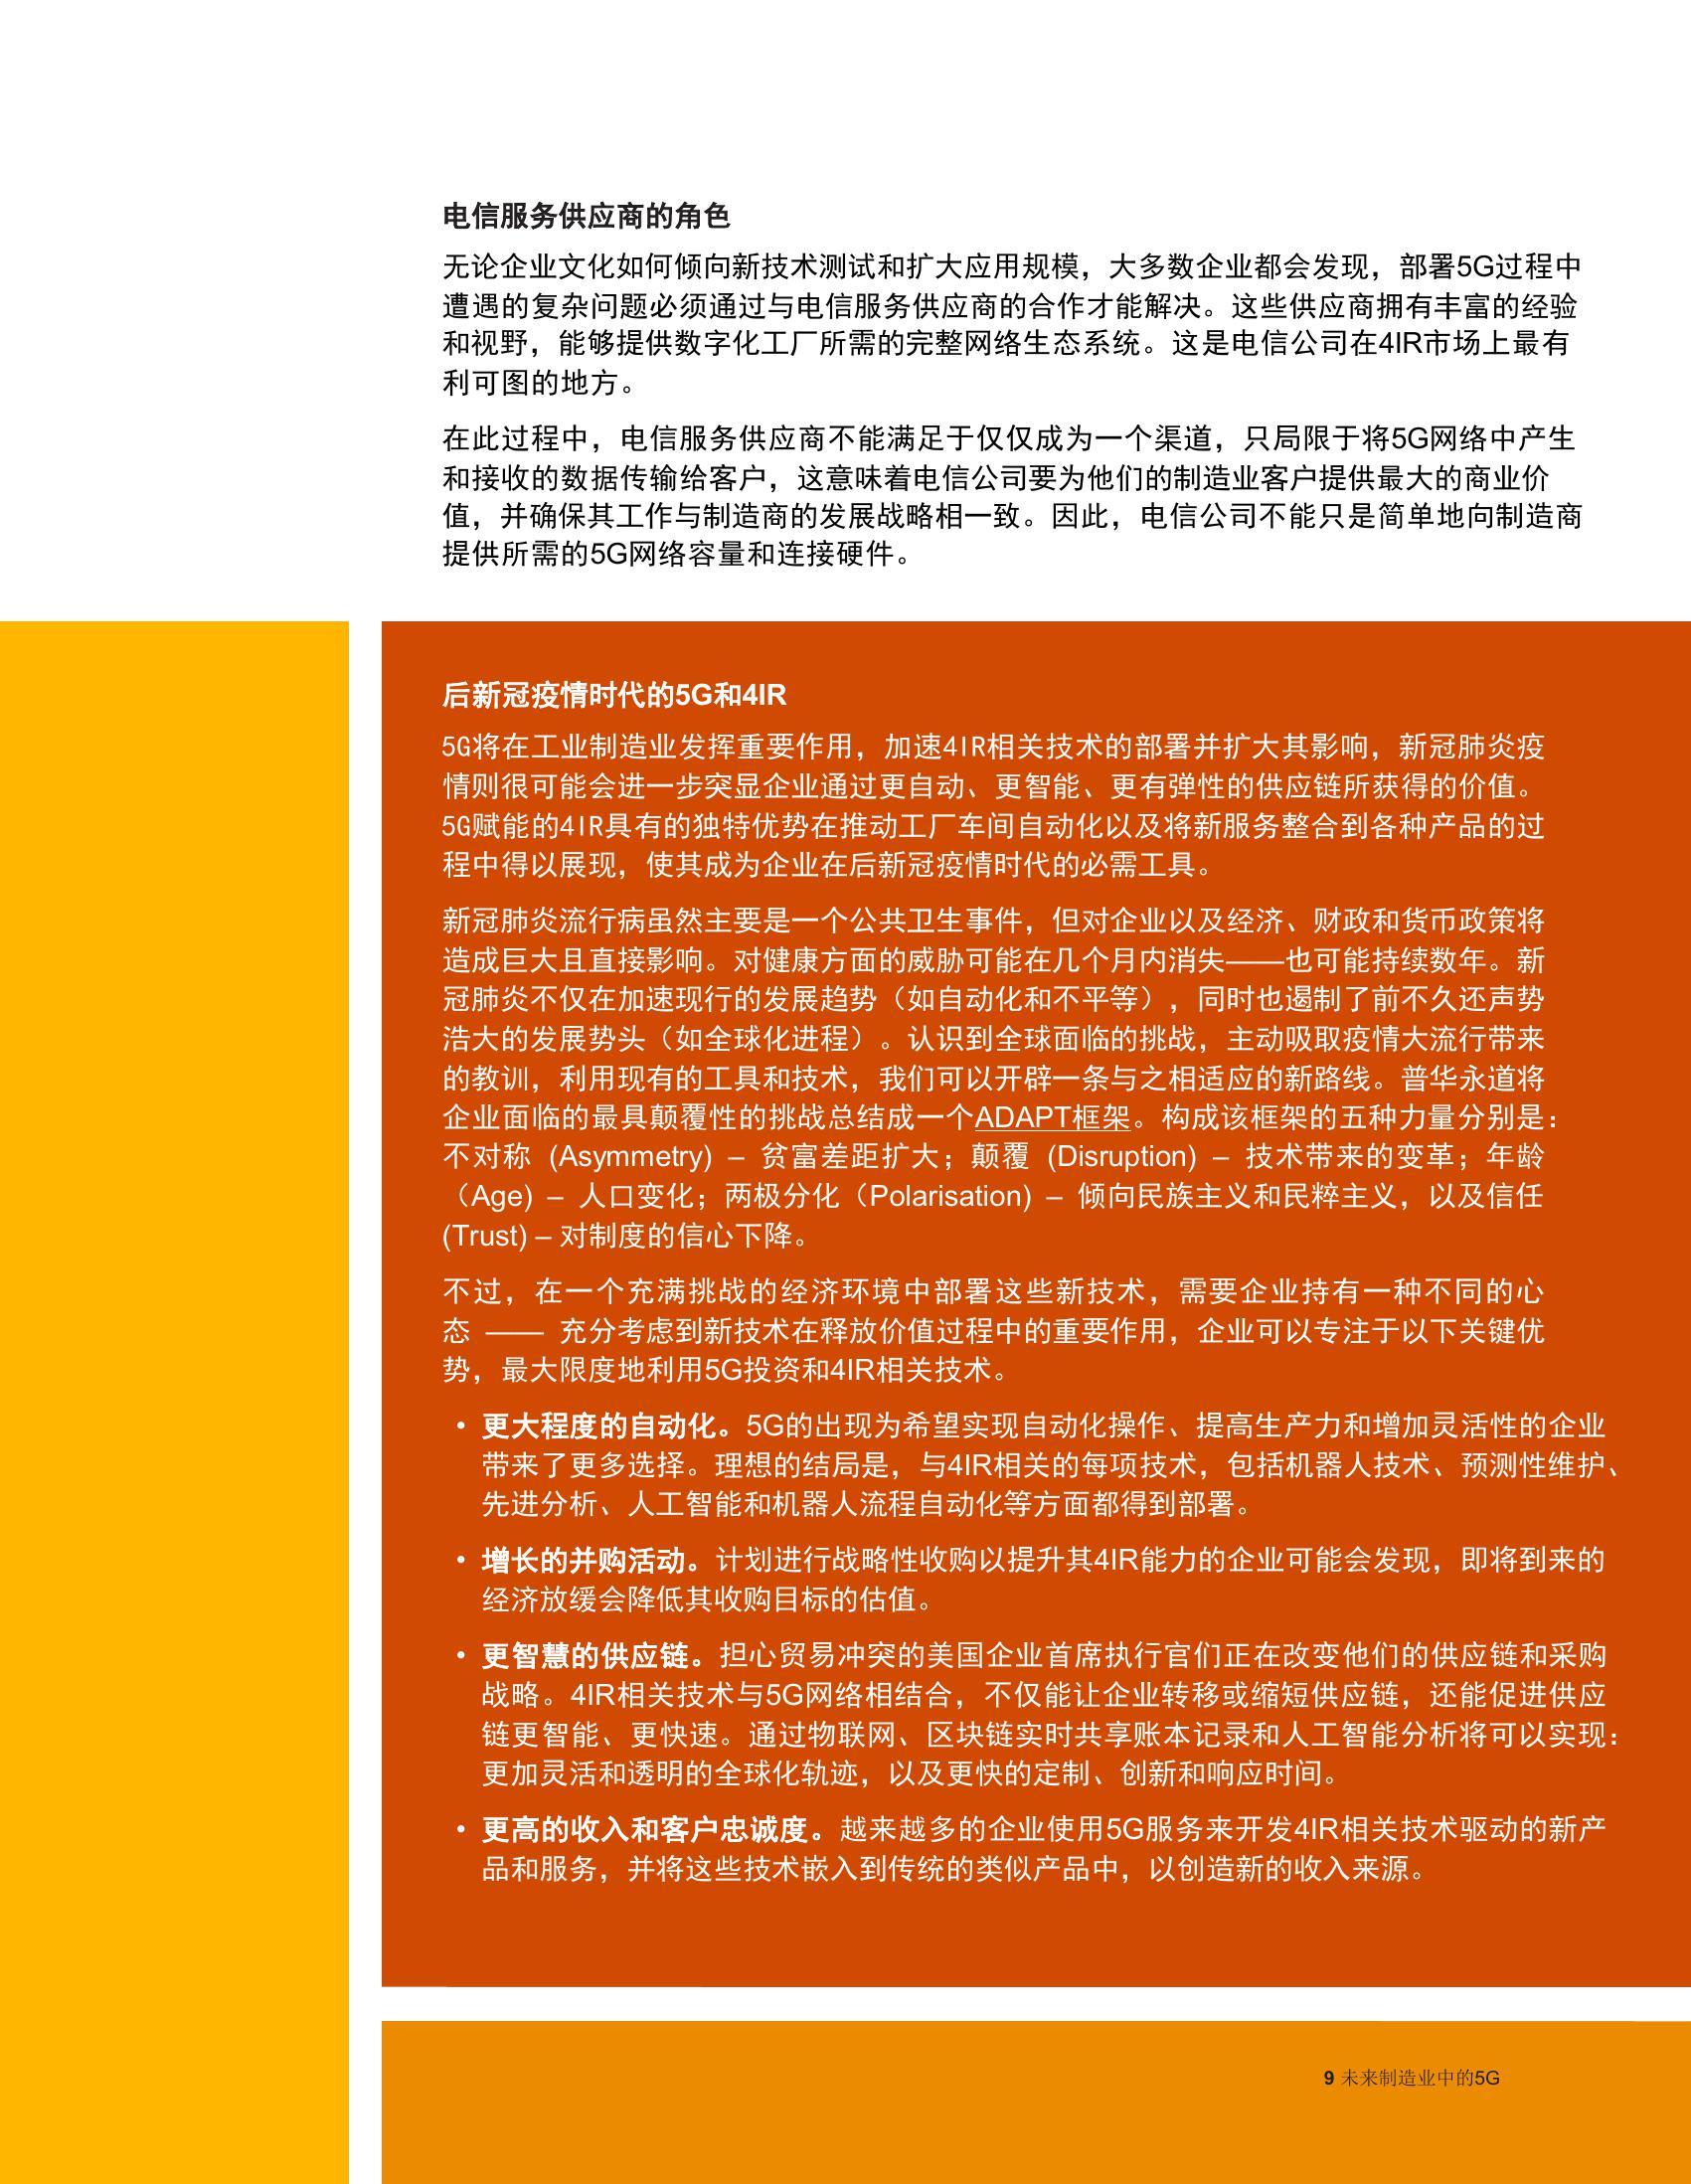 电信服务供应商的角色
无论企业文化如何倾向新技术测试和扩大应用规模，大多数企业都会发现，部署5G过程中
遭遇的复杂问题必须通过与电信服务供应商的合作才能解决。这些供应商拥有丰富的经验
和视野，能够提供数字化工厂所需的完整网络生态系统。这是电信公司在4IR市场上最有
利可图的地方。
在此过程中，电信服务供应商不能满足于仅仅成为一个渠道，只局限于将5G网络中产生
和接收的数据传输给客户，这意味着电信公司要为他们的制造业客户提供最大的商业价
值，并确保其工作与制造商的发展战略相一致。因此，电信公司不能只是简单地向制造商
提供所需的5G网络容量和连接硬件。
后新冠疫情时代的5G和4IR
5G将在工业制造业发挥重要作用，加速4IR相关技术的部署并扩大其影响，新冠肺炎疫
情则很可能会进一步突显企业通过更自动、更智能、更有弹性的供应链所获得的价值。
5G赋能的4IR具有的独特优势在推动工厂车间自动化以及将新服务整合到各种产品的过
程中得以展现，使其成为企业在后新冠疫情时代的必需工具。
新冠肺炎流行病虽然主要是一个公共卫生事件，但对企业以及经济、财政和货币政策将
造成巨大且直接影响。对健康方面的威胁可能在几个月内消失——也可能持续数年。新
冠肺炎不仅在加速现行的发展趋势（如自动化和不平等），同时也遏制了前不久还声势
浩大的发展势头（如全球化进程）。认识到全球面临的挑战，主动吸取疫情大流行带来
的教训，利用现有的工具和技术，我们可以开辟一条与之相适应的新路线。普华永道将
企业面临的最具颠覆性的挑战总结成一个ADAPT框架。构成该框架的五种力量分别是：
不对称 (Asymmetry) – 贫富差距扩大；颠覆 (Disruption) – 技术带来的变革；年龄
（Age) – 人口变化；两极分化（Polarisation) – 倾向民族主义和民粹主义，以及信任
(Trust) – 对制度的信心下降。
不过，在一个充满挑战的经济环境中部署这些新技术，需要企业持有一种不同的心
态 —— 充分考虑到新技术在释放价值过程中的重要作用，企业可以专注于以下关键优
势，最大限度地利用5G投资和4IR相关技术。
• 更大程度的自动化。5G的出现为希望实现自动化操作、提高生产力和增加灵活性的企业
带来了更多选择。理想的结局是，与4IR相关的每项技术，包括机器人技术、预测性维护、
先进分析、人工智能和机器人流程自动化等方面都得到部署。
• 增长的并购活动。计划进行战略性收购以提升其4IR能力的企业可能会发现，即将到来的
经济放缓会降低其收购目标的估值。
• 更智慧的供应链。担心贸易冲突的美国企业首席执行官们正在改变他们的供应链和采购
战略。4IR相关技术与5G网络相结合，不仅能让企业转移或缩短供应链，还能促进供应
链更智能、更快速。通过物联网、区块链实时共享账本记录和人工智能分析将可以实现：
更加灵活和透明的全球化轨迹，以及更快的定制、创新和响应时间。
• 更高的收入和客户忠诚度。越来越多的企业使用5G服务来开发4IR相关技术驱动的新产
品和服务，并将这些技术嵌入到传统的类似产品中，以创造新的收入来源。
9 未来制造业中的5G